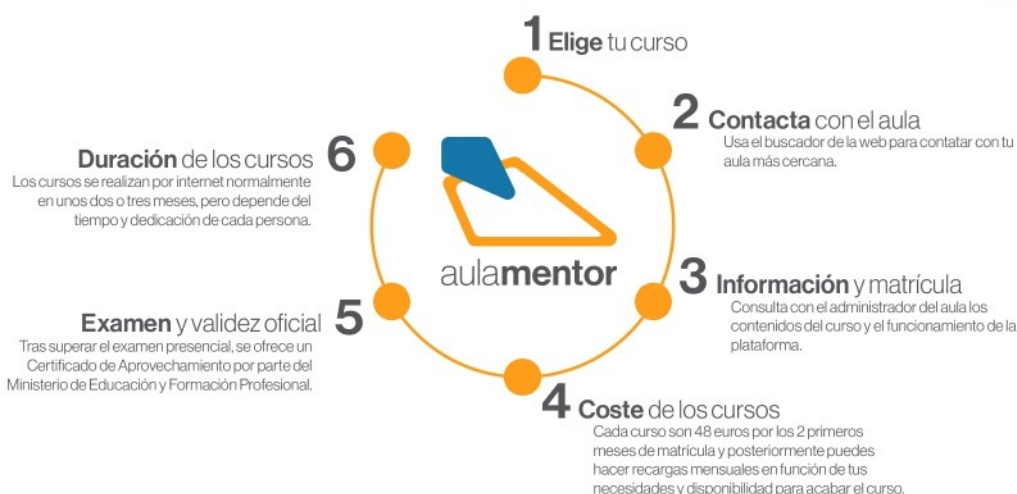 1 Elige tu curso
2 Contacta con el aula
Usa el buscador de la web para contatar con tu
aula más cercana.
3 Información y matrícula
Consulta con el administrador del aula los
contenidos del curso y el funcionamiento de la
plataforma.
4 Coste de los cursos
Cada curso son 48 euros por los 2 primeros
meses de matrícula y posteriormente puedes
hacer recargas mensuales en función de tus
necesidades y disponibilidad para acabar el curso.
Examen y validez oficial 5
Tras superar el examen presencial, se ofrece un
Certificado de Aprovechamiento por parte del
Ministerio de Educación y Formación Profesional.
Duración de los cursos 6
Los cursos se realizan por internet normalmente
en unos dos o tres meses, pero depende del
tiempo y dedicación de cada persona.
aulamentor